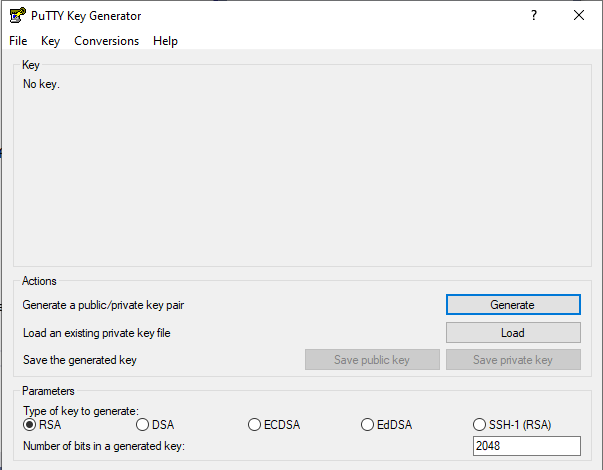 PuTTY Key Generator
? 
File Key Conversions Help
Key
No key.
Actions
Generate a public/private key pair Generate
Load an existing private key file Load
Save the generated key Save public key Save private key
Parameters
Type of key to generate:
RSA DSA ECDSA EdDSA SSH-1 (RSA)
Number of bits in a generated key: 2048